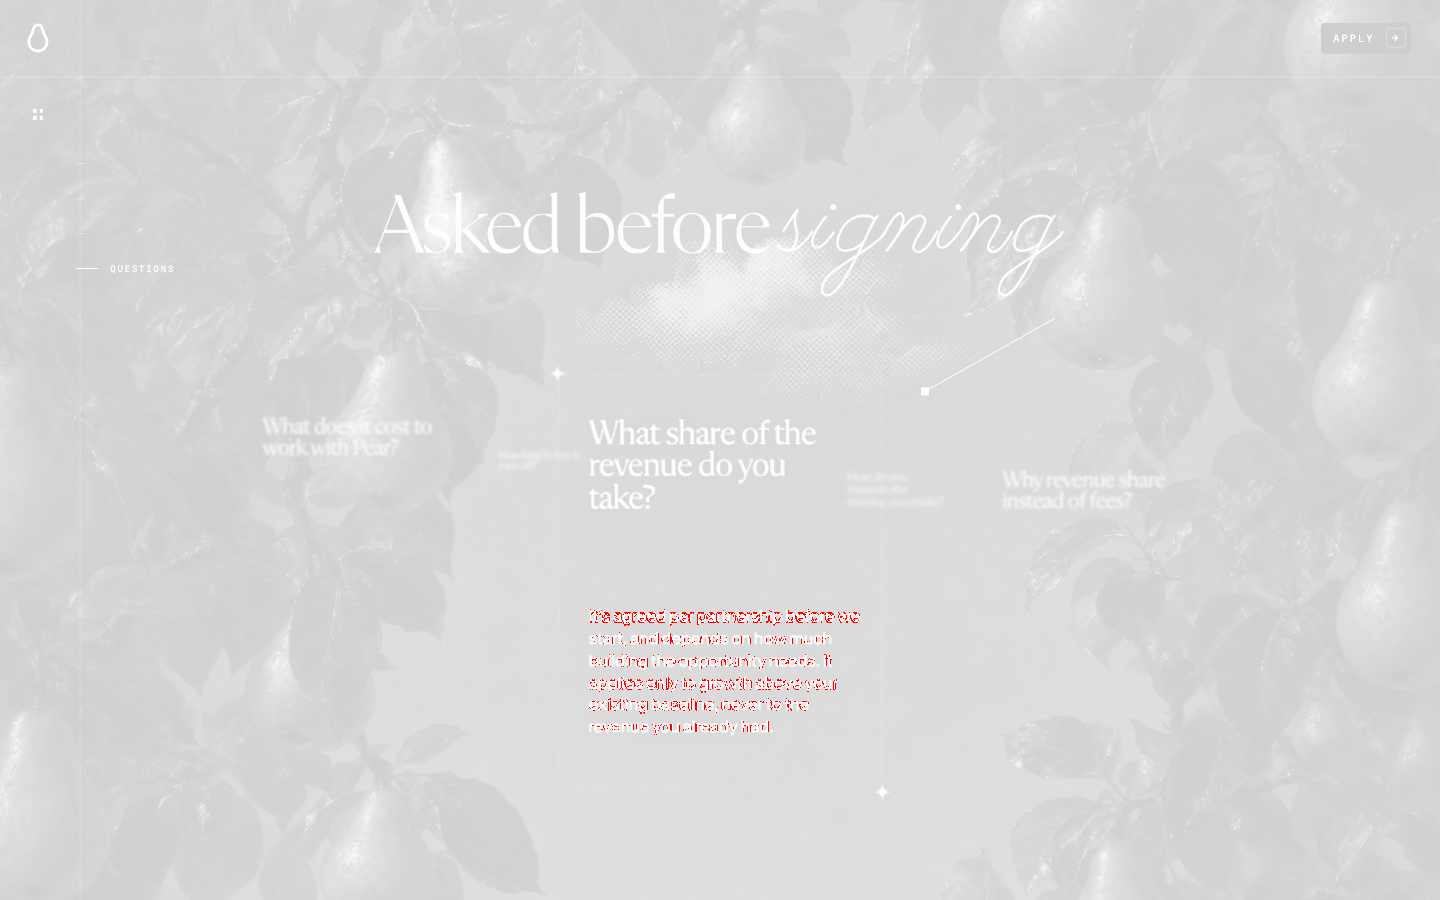 APPLY
Asked before signing
QUESTIONS
What does it cost to
work with Pear?
What share of the
revenue do you
take?
Why revenue share
instead of fees?
It's agreed per partnership before we
start, and depends on how much
building the opportunity needs. It
applies only to growth above your
existing baseline, never to the
revenue you already had.